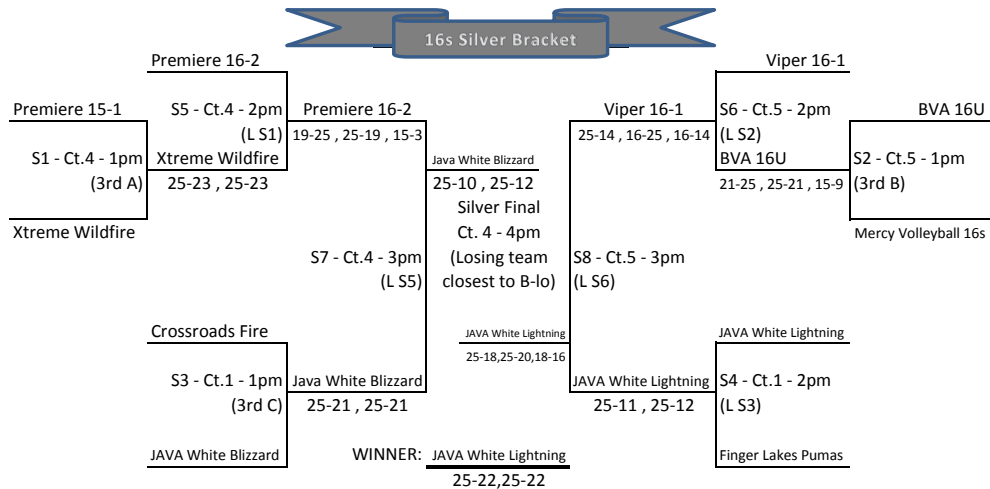 16s Silver Bracket
Premiere 16-2
Viper 16-1
Premiere 15-1
S5 - Ct.4 - 2pm
Premiere 16-2
Viper 16-1
S6 - Ct.5 - 2pm
BVA 16U
(L S1)
19-25 , 25-19 , 15-3
25-14 , 16-25 , 16-14
(L S2)
S1 - Ct.4 - 1pm
Xtreme Wildfire
Java White Blizzard
BVA 16U
S2 - Ct.5 - 1pm
(3rd A)
25-23 , 25-23
25-10 , 25-12
21-25 , 25-21 , 15-9
(3rd B)
Silver Final
Xtreme Wildfire
Ct. 4 - 4pm
Mercy Volleyball 16s
S7 - Ct.4 - 3pm
(Losing team
S8 - Ct.5 - 3pm
(L S5)
closest to B-lo)
(L S6)
Crossroads Fire
JAVA White Lightning
JAVA White Lightning
25-18,25-20,18-16
S3 - Ct.1 - 1pm
Java White Blizzard
JAVA White Lightning
S4 - Ct.1 - 2pm
(3rd C)
25-21 , 25-21
25-11 , 25-12
(L S3)
JAVA White Blizzard
WINNER: JAVA White Lightning
Finger Lakes Pumas
25-22,25-22